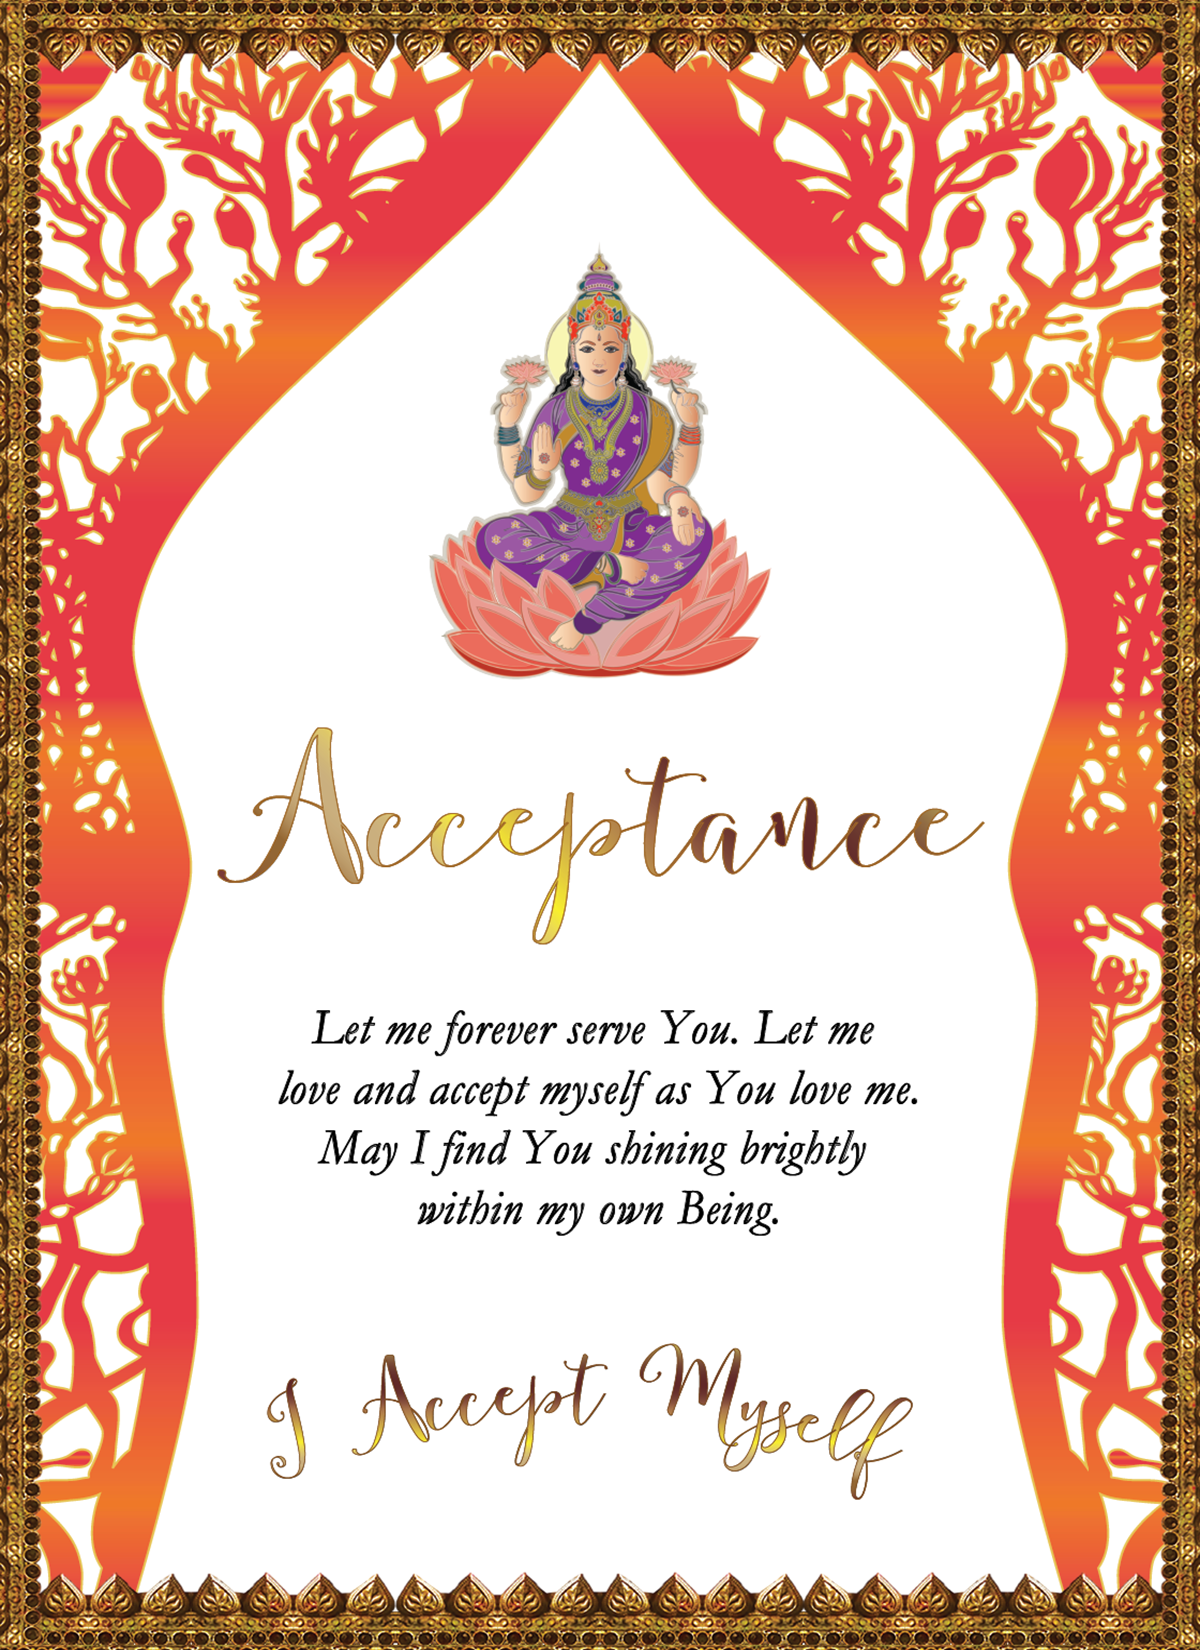 Acceptance
Let me forever serve You. Let me
love and accept myself as You love me.
May I find You shining brightly
within my own Being.
I Accept Myself